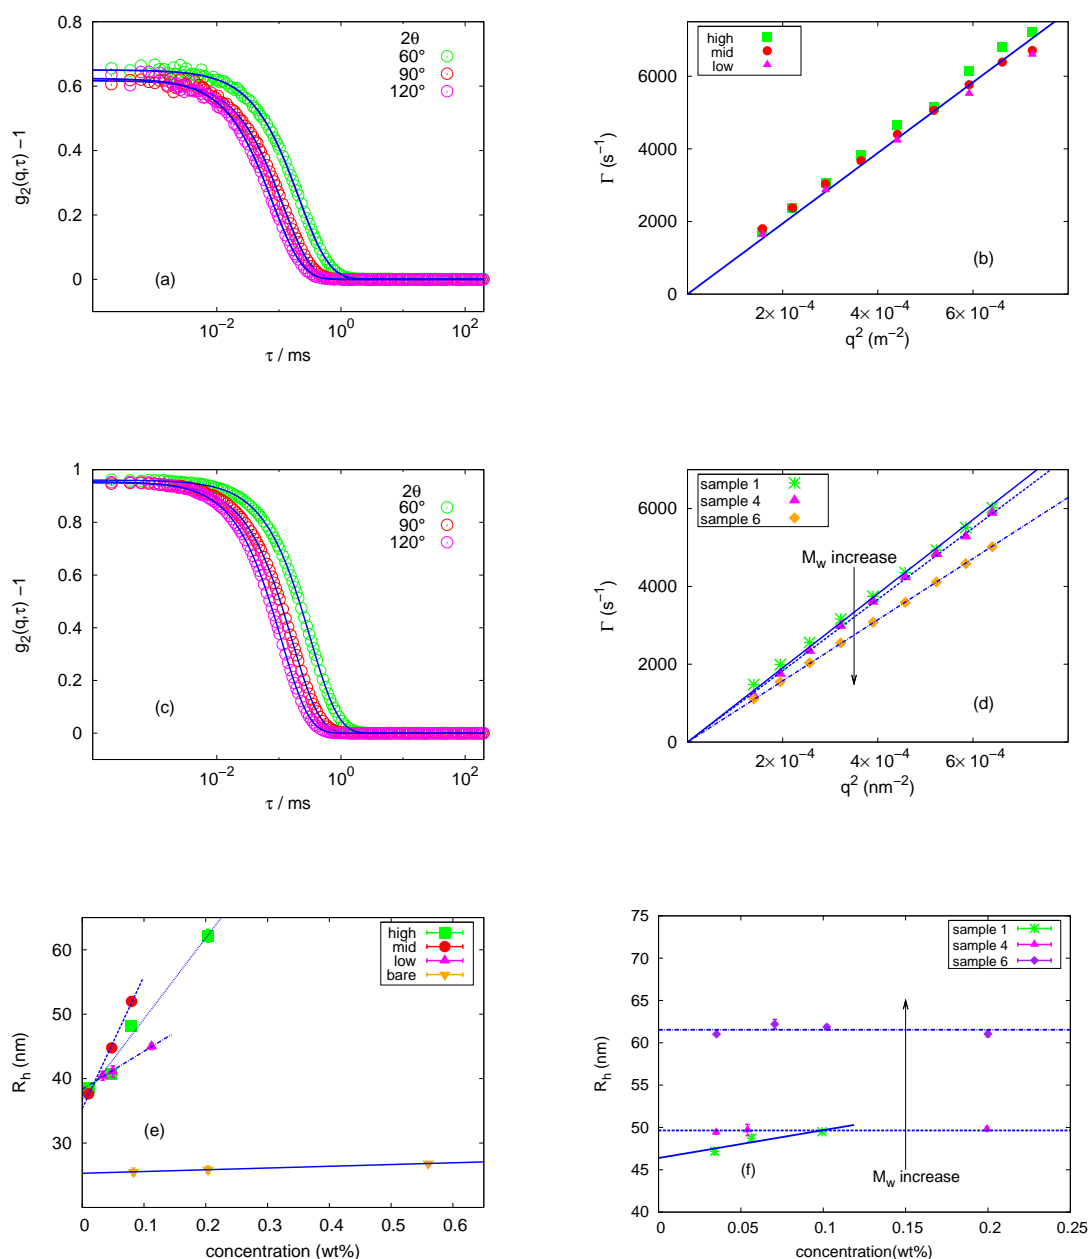 0.8
0.6
0.4
0.2
0
10⁻² 10⁰ 10²
g₂(q,τ) −1
τ / ms
(a)
2θ
60°
90°
120°
6000
4000
2000
0
2× 10⁻⁴ 4× 10⁻⁴ 6× 10⁻⁴
Γ (s⁻¹)
q² (m⁻²)
(b)
high
mid
low
1
0.8
0.6
0.4
0.2
0
10⁻² 10⁰ 10²
g₂(q,τ) −1
τ / ms
(c)
2θ
60°
90°
120°
6000
4000
2000
0
2× 10⁻⁴ 4× 10⁻⁴ 6× 10⁻⁴
Γ (s⁻¹)
q² (nm⁻²)
(d)
sample 1
sample 4
sample 6
M_w increase
60
50
40
30
0 0.1 0.2 0.3 0.4 0.5 0.6
R_h (nm)
concentration (wt%)
(e)
high
mid
low
bare
75
70
65
60
55
50
45
40
0 0.05 0.1 0.15 0.2 0.25
R_h (nm)
concentration(wt%)
(f)
sample 1
sample 4
sample 6
M_w increase